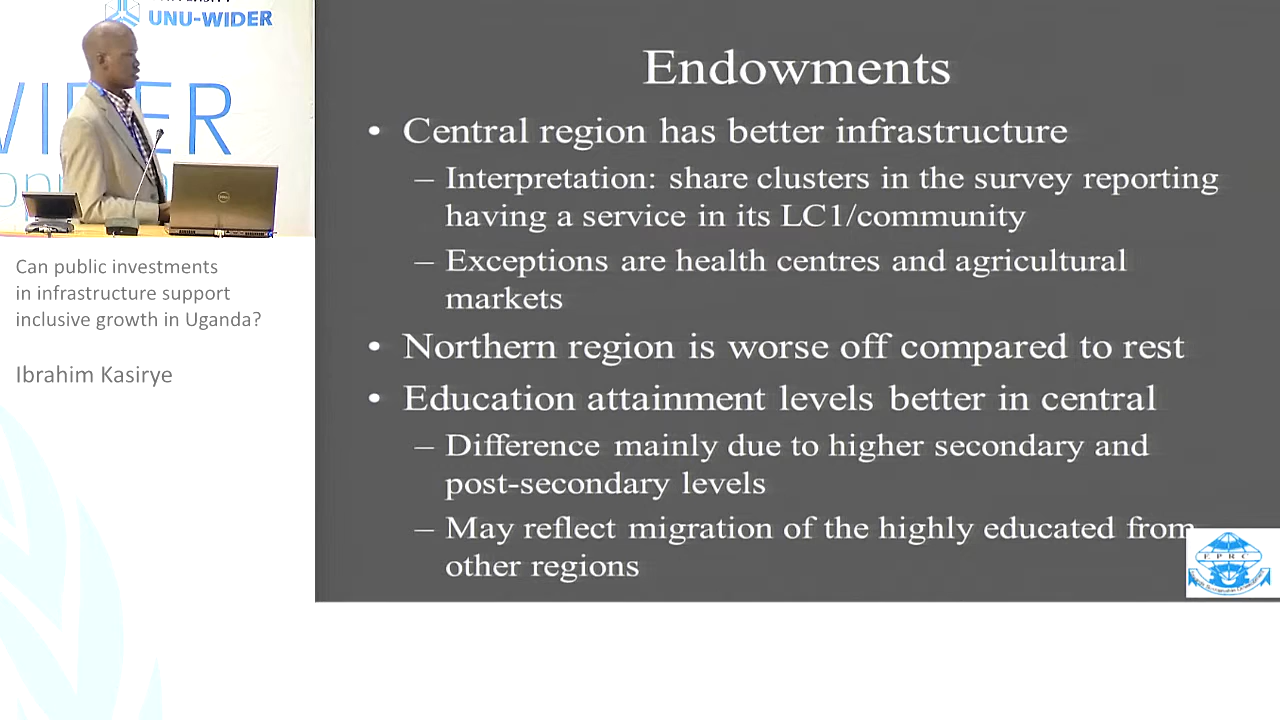 UNU-WIDER
WIDER
Can public investments
in infrastructure support
inclusive growth in Uganda?
Ibrahim Kasirye
Endowments
• Central region has better infrastructure
– Interpretation: share clusters in the survey reporting
having a service in its LC1/community
– Exceptions are health centres and agricultural
markets
• Northern region is worse off compared to rest
• Education attainment levels better in central
– Difference mainly due to higher secondary and
post-secondary levels
– May reflect migration of the highly educated from
other regions
EPRC